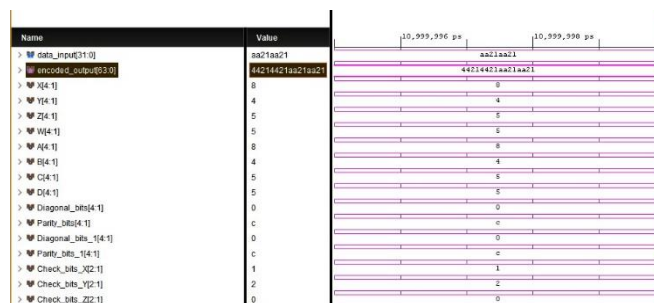 Name Value 10,999,996 ps 10,999,998 ps
data_input[31:0] aa21aa21 aa21aa21
encoded_output[63:0] 44214421aa21aa21 44214421aa21aa21
X[4:1] 8 8
Y[4:1] 4 4
Z[4:1] 5 5
W[4:1] 5 5
A[4:1] 8 8
B[4:1] 4 4
C[4:1] 5 5
D[4:1] 5 5
Diagonal_bits[4:1] 0 0
Parity_bits[4:1] c c
Diagonal_bits_1[4:1] 0 0
Parity_bits_1[4:1] c c
Check_bits_X[2:1] 1 1
Check_bits_Y[2:1] 2 2
Check_bits_Z[2:1] 0 0